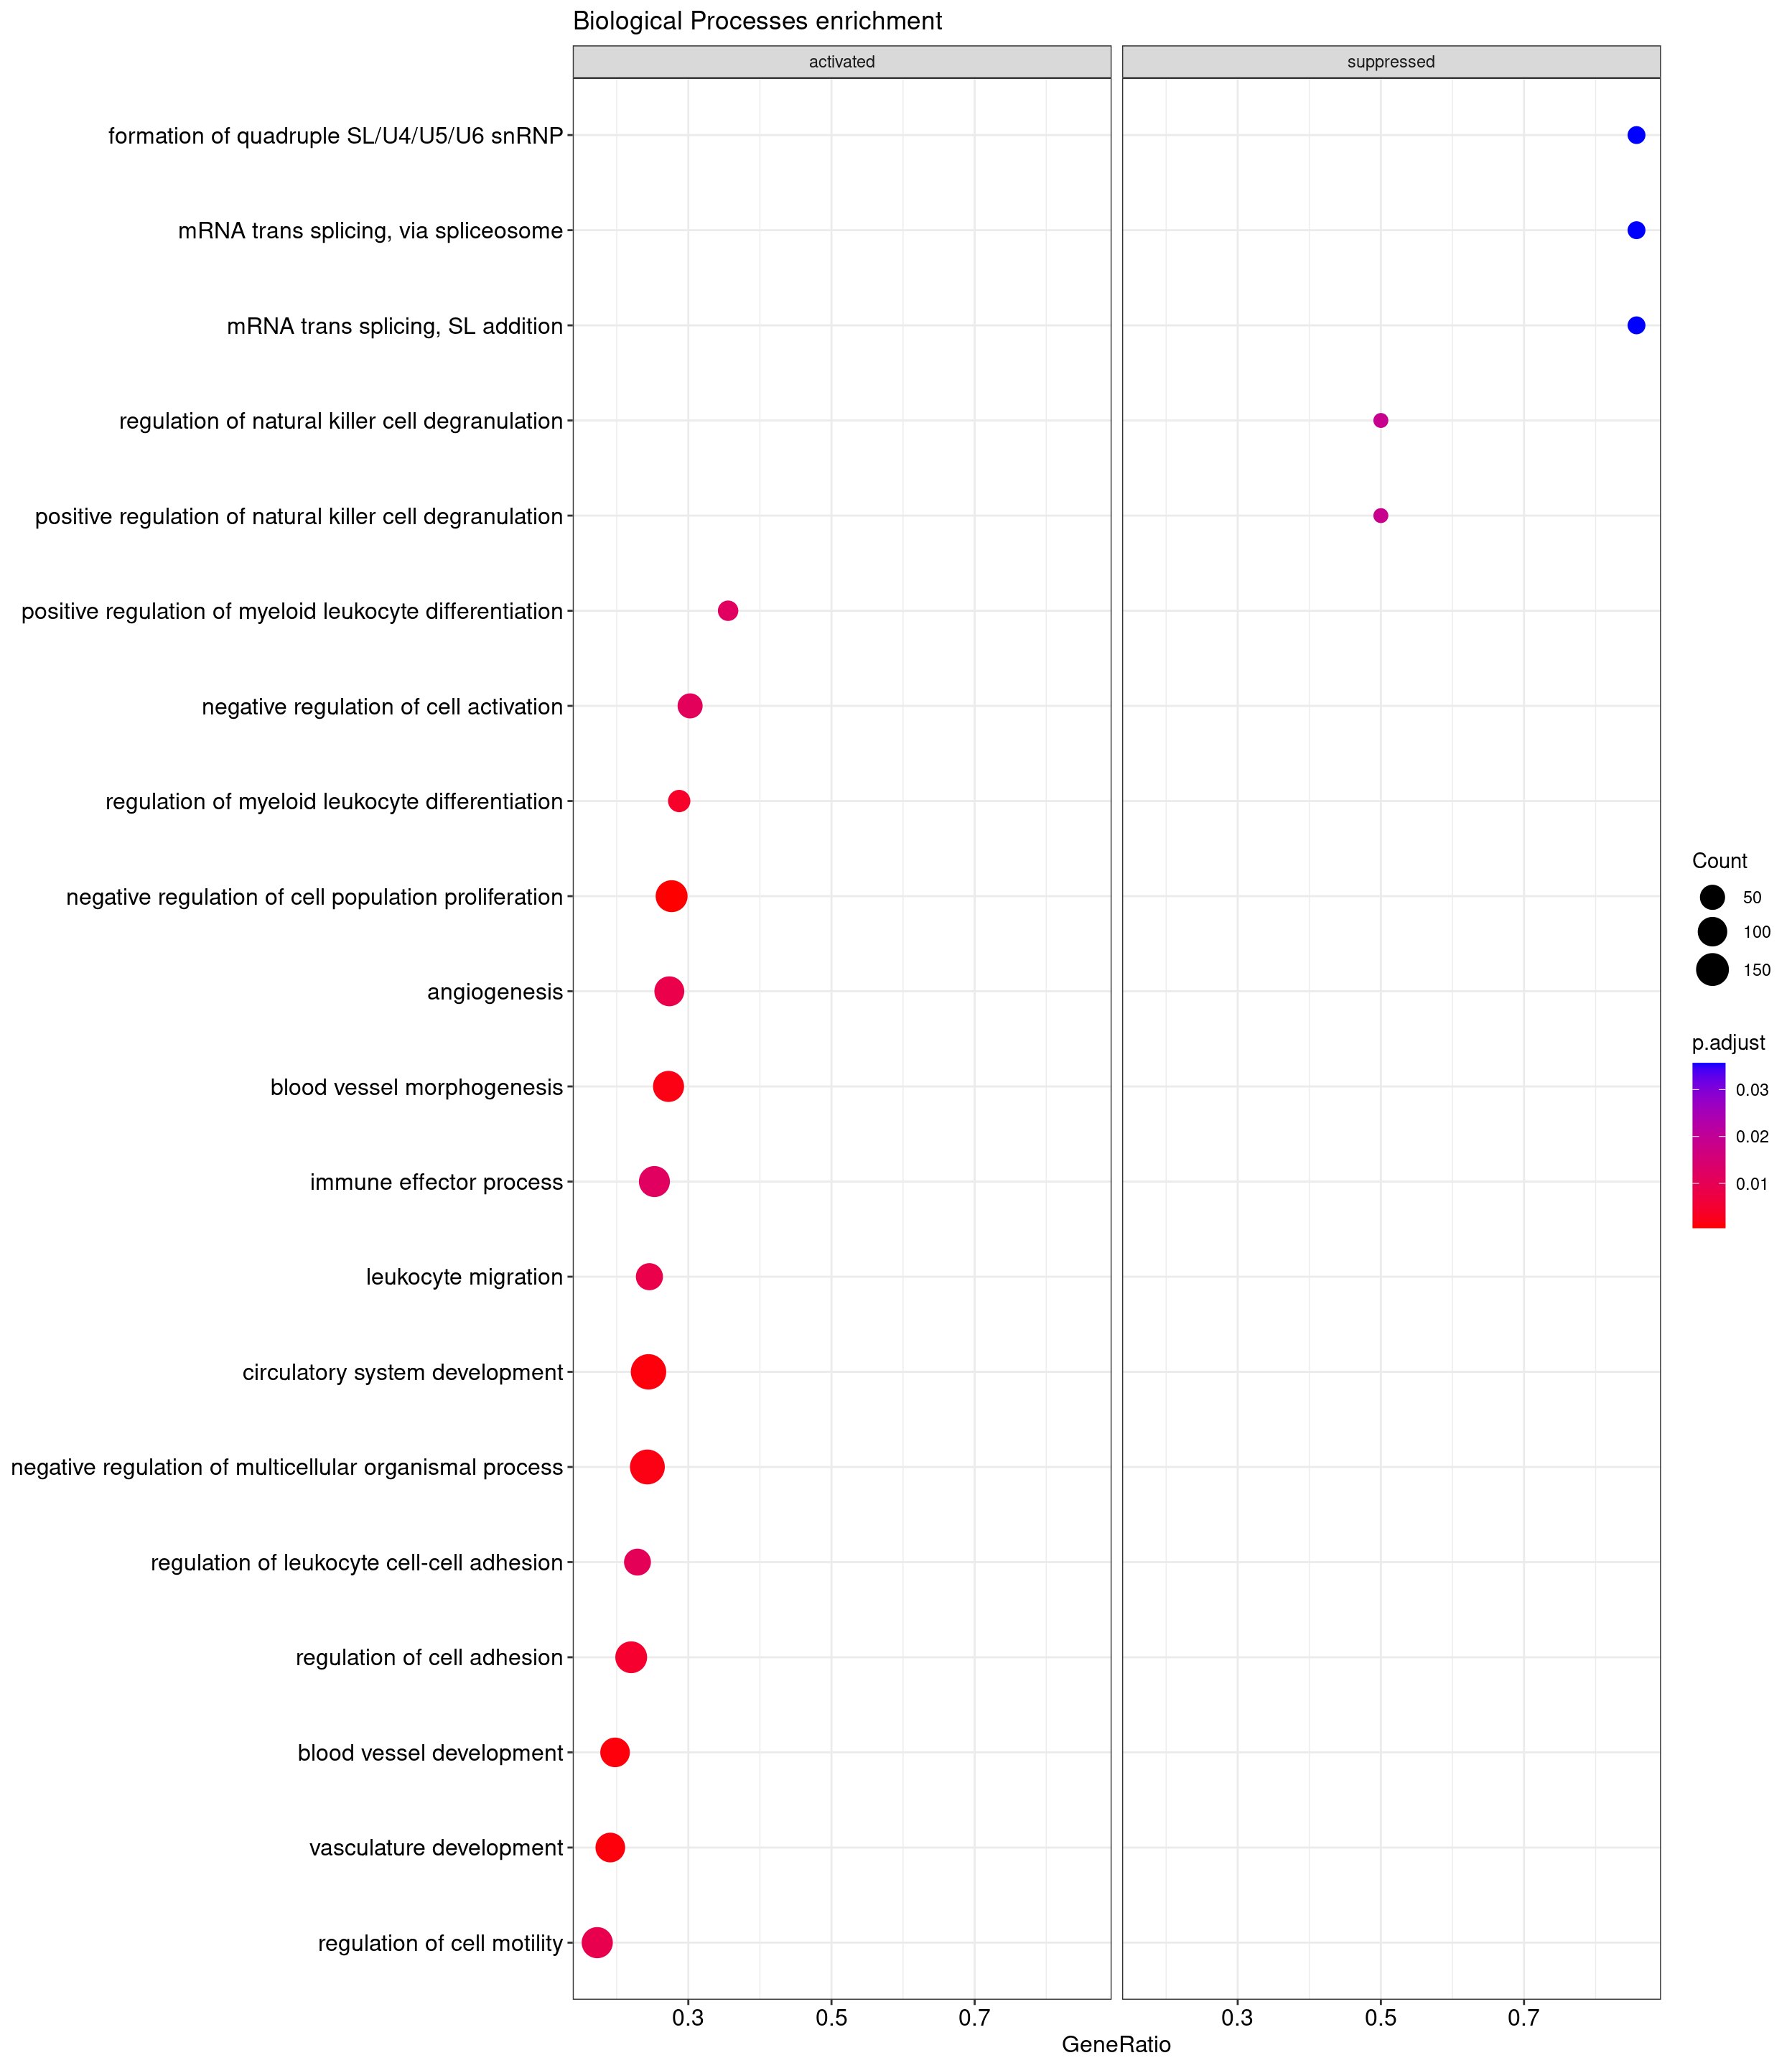 Biological Processes enrichment
activated
suppressed
formation of quadruple SL/U4/U5/U6 snRNP
mRNA trans splicing, via spliceosome
mRNA trans splicing, SL addition
regulation of natural killer cell degranulation
positive regulation of natural killer cell degranulation
positive regulation of myeloid leukocyte differentiation
negative regulation of cell activation
regulation of myeloid leukocyte differentiation
negative regulation of cell population proliferation
angiogenesis
blood vessel morphogenesis
immune effector process
leukocyte migration
circulatory system development
negative regulation of multicellular organismal process
regulation of leukocyte cell-cell adhesion
regulation of cell adhesion
blood vessel development
vasculature development
regulation of cell motility
0.3 0.5 0.7
0.3 0.5 0.7
GeneRatio
Count
50
100
150
p.adjust
0.03
0.02
0.01